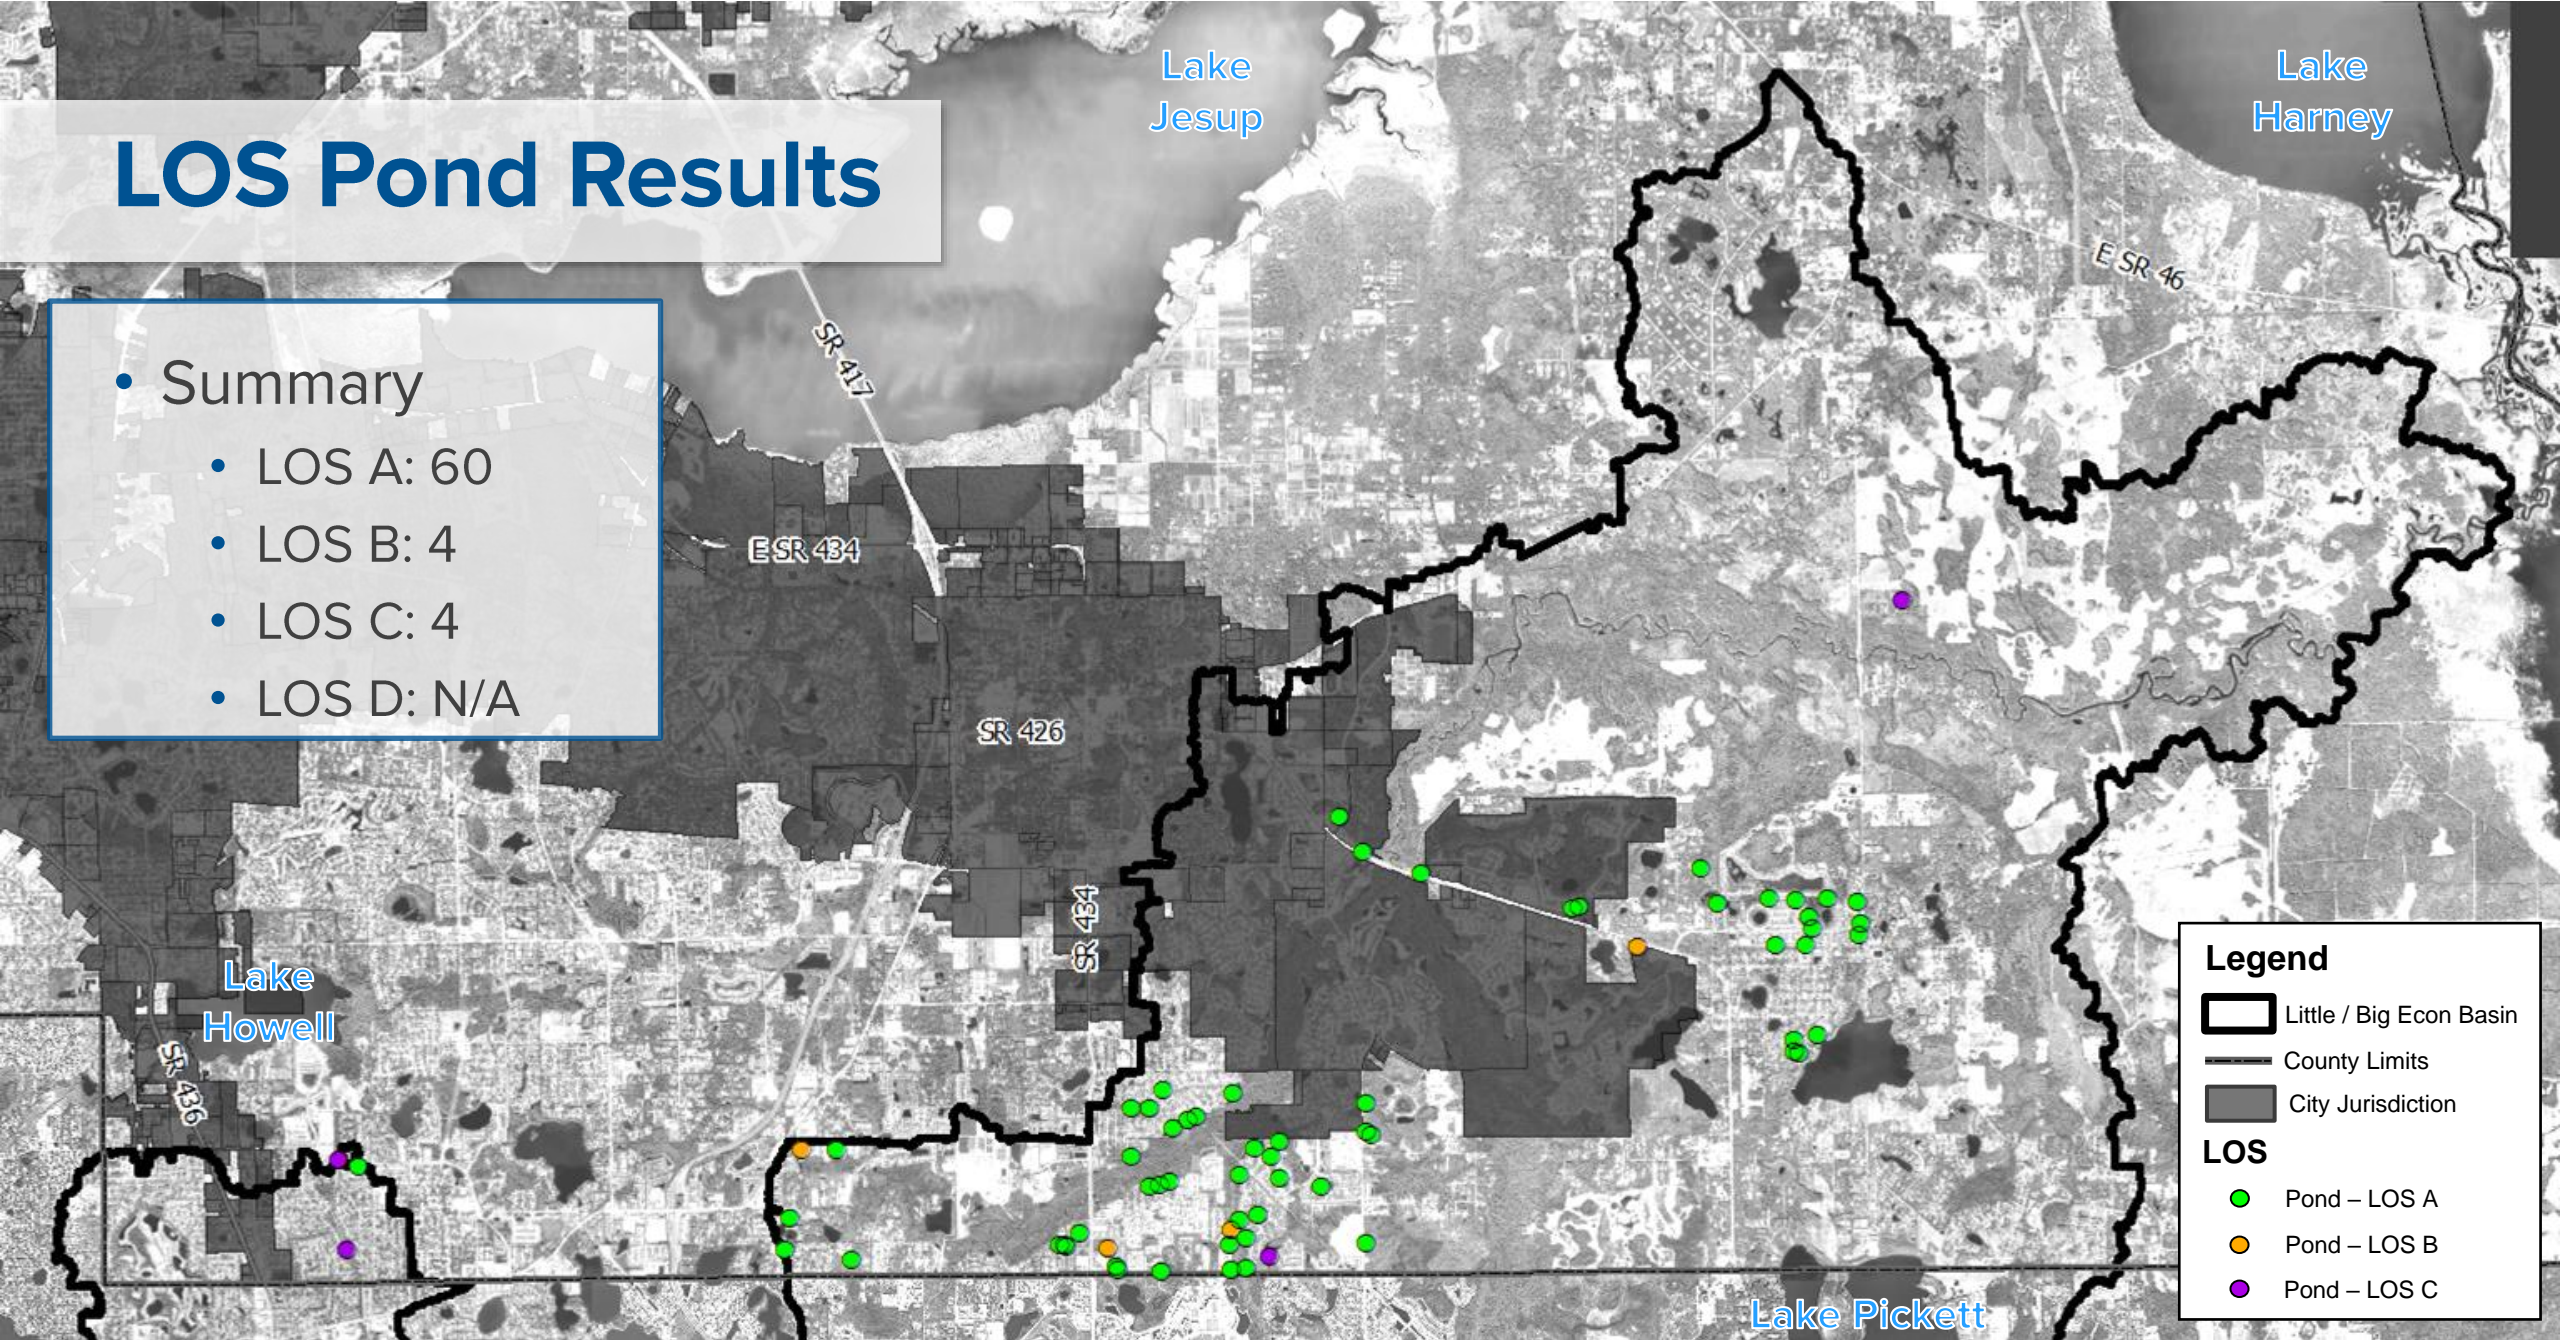 Lake
Jesup
Lake
Harney
LOS Pond Results
E SR 46
SR 417
• Summary
• LOS A: 60
• LOS B: 4
• LOS C: 4
• LOS D: N/A
E SR 434
SR 426
SR 434
Lake
Howell
SR 436
Lake Pickett
Legend
Little / Big Econ Basin
County Limits
City Jurisdiction
LOS
Pond – LOS A
Pond – LOS B
Pond – LOS C